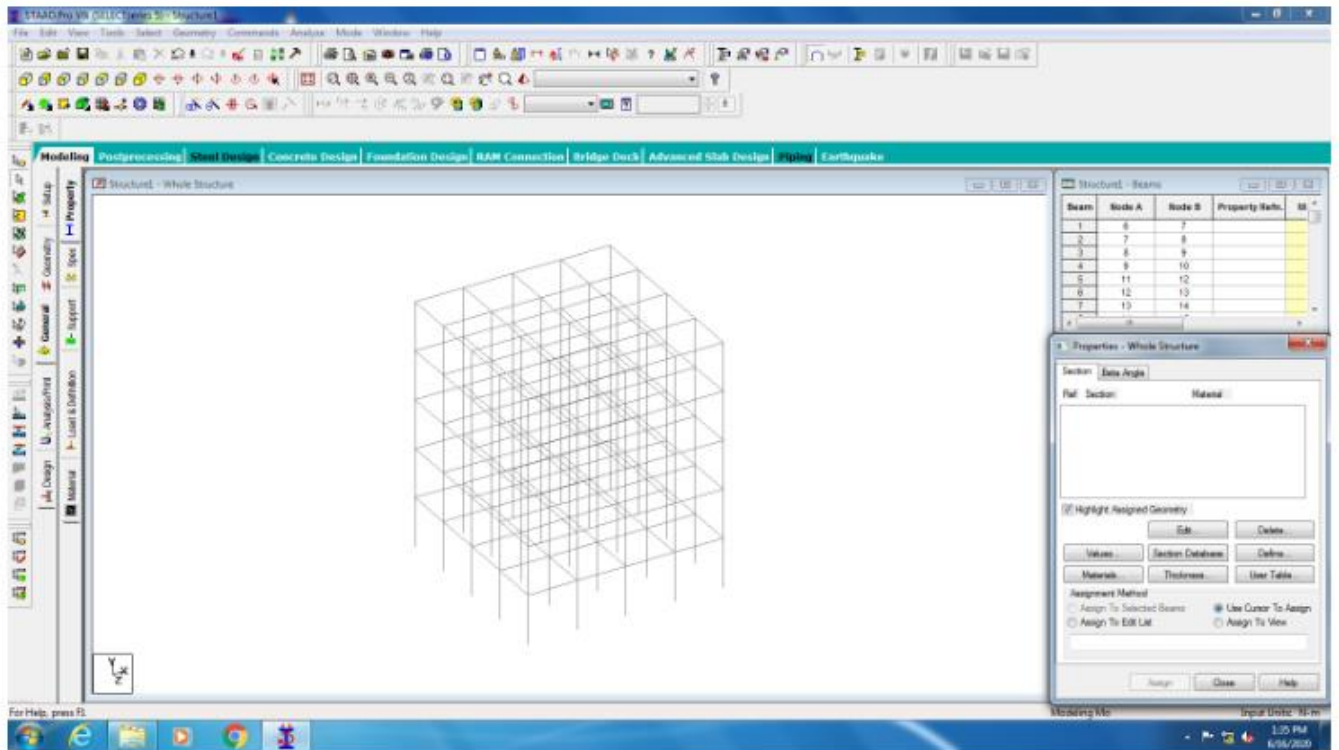 STAAD.Pro V8i (SELECTseries 5) - Structure1
File Edit View Tools Select Geometry Commands Analyze Mode Window Help
Modeling Postprocessing Steel Design Concrete Design Foundation Design RAM Connection Bridge Deck Advanced Slab Design Piping Earthquake
Setup
Geometry
General
Analysis/Print
Design
Property
Spec
Support
Load & Definition
Material
Structure1 - Whole Structure
Y
X
Z
Structure1 - Beams
Beam Node A Node B Property Refn.
1 6 7
2 7 8
3 8 9
4 9 10
5 11 12
6 12 13
7 13 14
Properties - Whole Structure
Section Beta Angle
Ref Section Material
Highlight Assigned Geometry
Edit... Delete...
Values... Section Database Define...
Materials... Thickness... User Table...
Assignment Method
Assign To Selected Beams Use Cursor To Assign
Assign To Edit List Assign To View
Assign Close Help
For Help, press F1
Modeling Mo Input Units: N-m
1:35 PM
6/16/2020